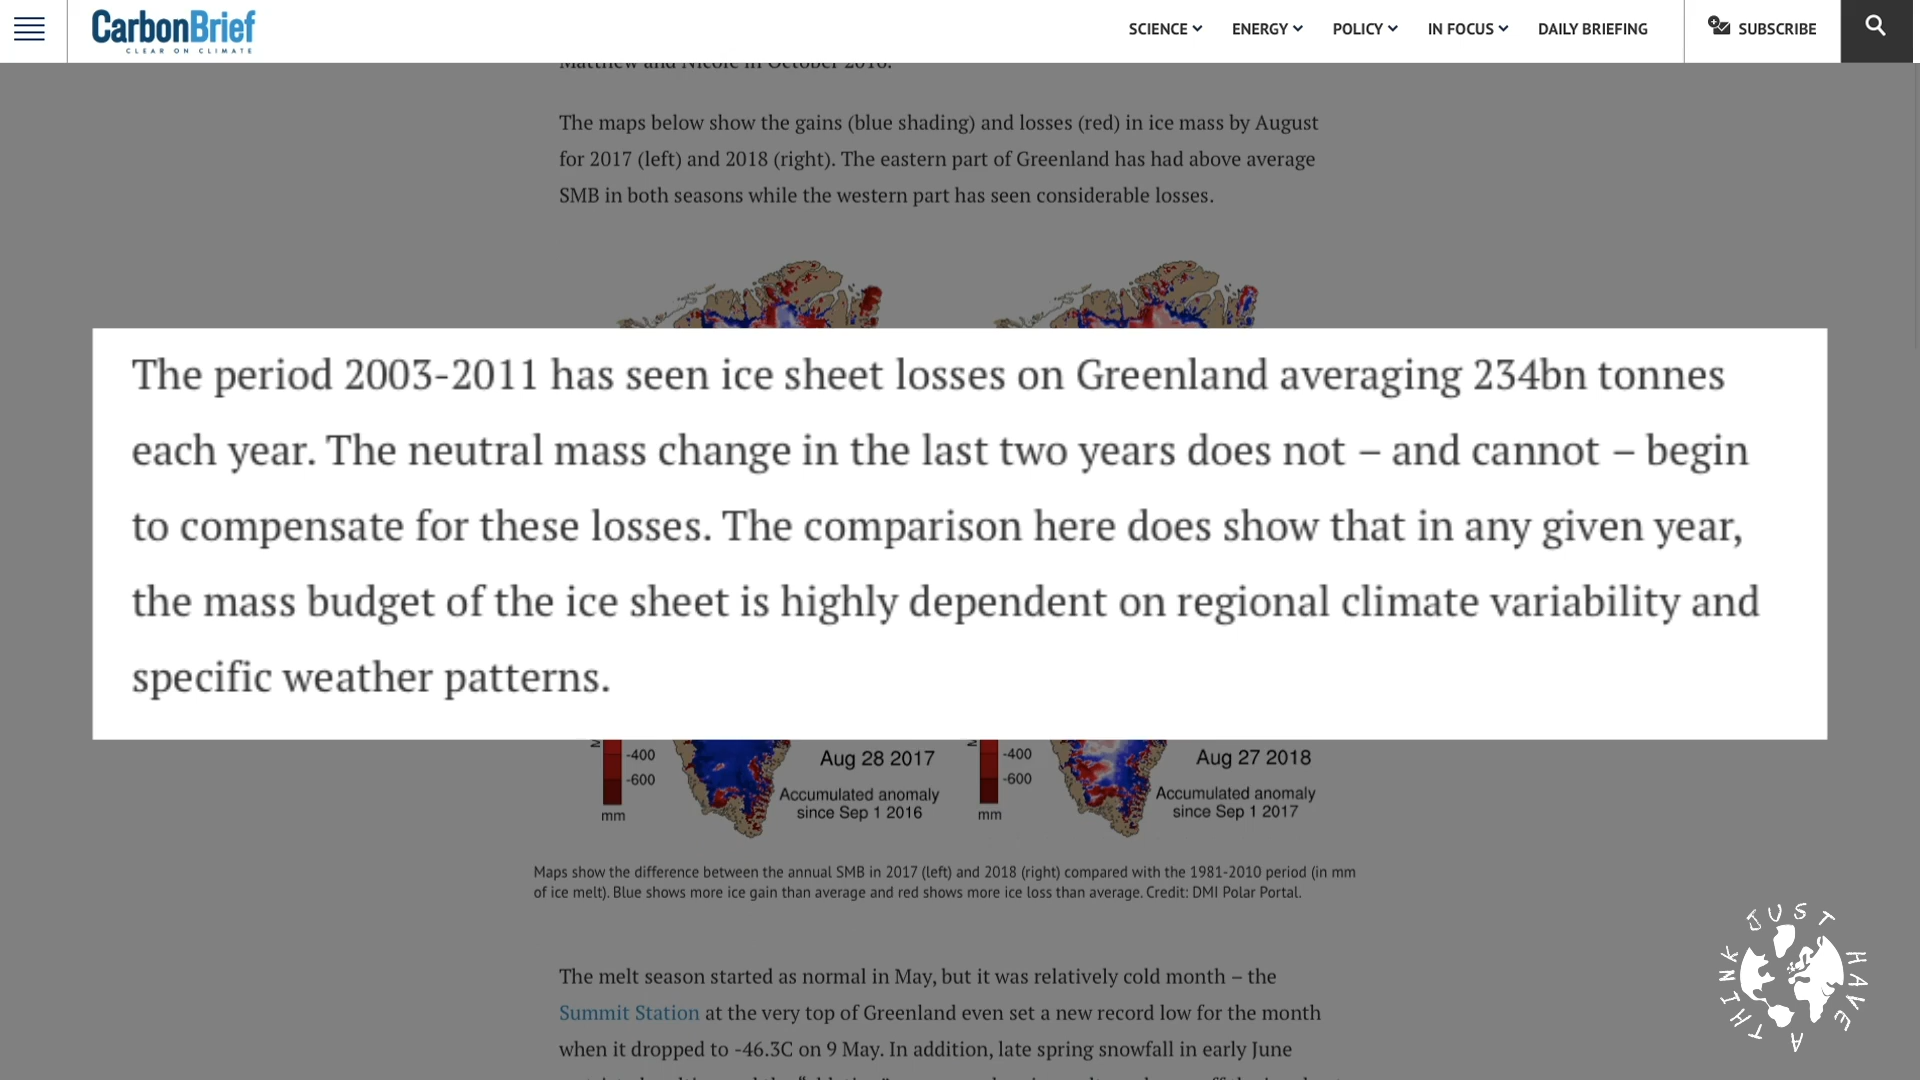 CarbonBrief
CLEAR ON CLIMATE
SCIENCE
ENERGY
POLICY
IN FOCUS
DAILY BRIEFING
SUBSCRIBE
Matthew and Nicole in October 2016.
The maps below show the gains (blue shading) and losses (red) in ice mass by August
for 2017 (left) and 2018 (right). The eastern part of Greenland has had above average
SMB in both seasons while the western part has seen considerable losses.
The period 2003-2011 has seen ice sheet losses on Greenland averaging 234bn tonnes
each year. The neutral mass change in the last two years does not – and cannot – begin
to compensate for these losses. The comparison here does show that in any given year,
the mass budget of the ice sheet is highly dependent on regional climate variability and
specific weather patterns.
-400
-600
mm
Aug 28 2017
Accumulated anomaly
since Sep 1 2016
-400
-600
mm
Aug 27 2018
Accumulated anomaly
since Sep 1 2017
Maps show the difference between the annual SMB in 2017 (left) and 2018 (right) compared with the 1981-2010 period (in mm
of ice melt). Blue shows more ice gain than average and red shows more ice loss than average. Credit: DMI Polar Portal.
The melt season started as normal in May, but it was relatively cold month – the
Summit Station at the very top of Greenland even set a new record low for the month
when it dropped to -46.3C on 9 May. In addition, late spring snowfall in early June
JUST HAVE A THINK